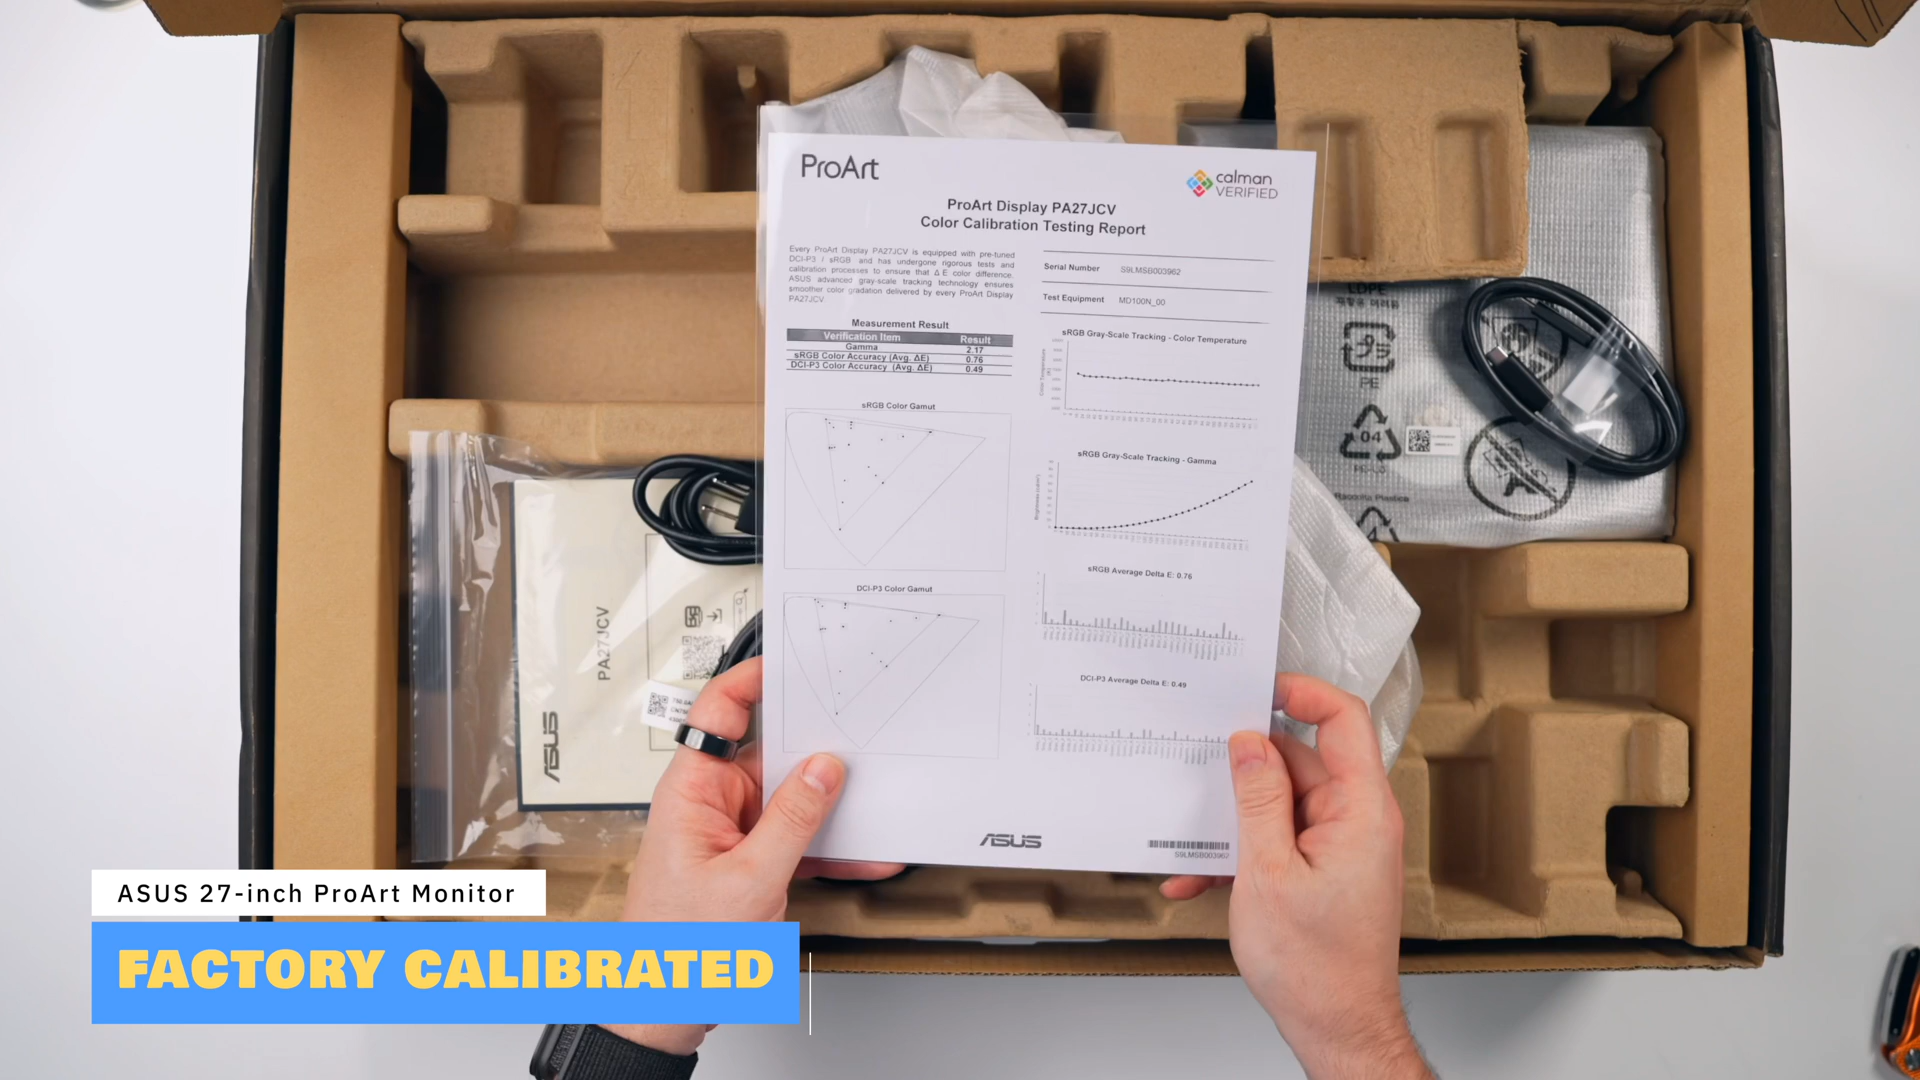 ProArt
calman
VERIFIED
ProArt Display PA27JCV
Color Calibration Testing Report
Every ProArt Display PA27JCV is equipped with pre-tuned
DCI-P3 / sRGB and has undergone rigorous tests and
calibration processes to ensure that Δ E color difference.
ASUS advanced gray-scale tracking technology ensures
smoother color gradation delivered by every ProArt Display
PA27JCV
Serial Number S9LMSB003962
Test Equipment MD100N_00
Measurement Result
Verification Item Result
Gamma 2.17
sRGB Color Accuracy (Avg. ΔE) 0.76
DCI-P3 Color Accuracy (Avg. ΔE) 0.49
sRGB Gray-Scale Tracking - Color Temperature
sRGB Color Gamut
sRGB Gray-Scale Tracking - Gamma
sRGB Average Delta E: 0.76
DCI-P3 Color Gamut
DCI-P3 Average Delta E: 0.49
ASUS
S9LMSB003962
PA27JCV
ASUS
LDPE
PE
04
PE-LD
Raccolta Plastica
ASUS 27-inch ProArt Monitor
FACTORY CALIBRATED